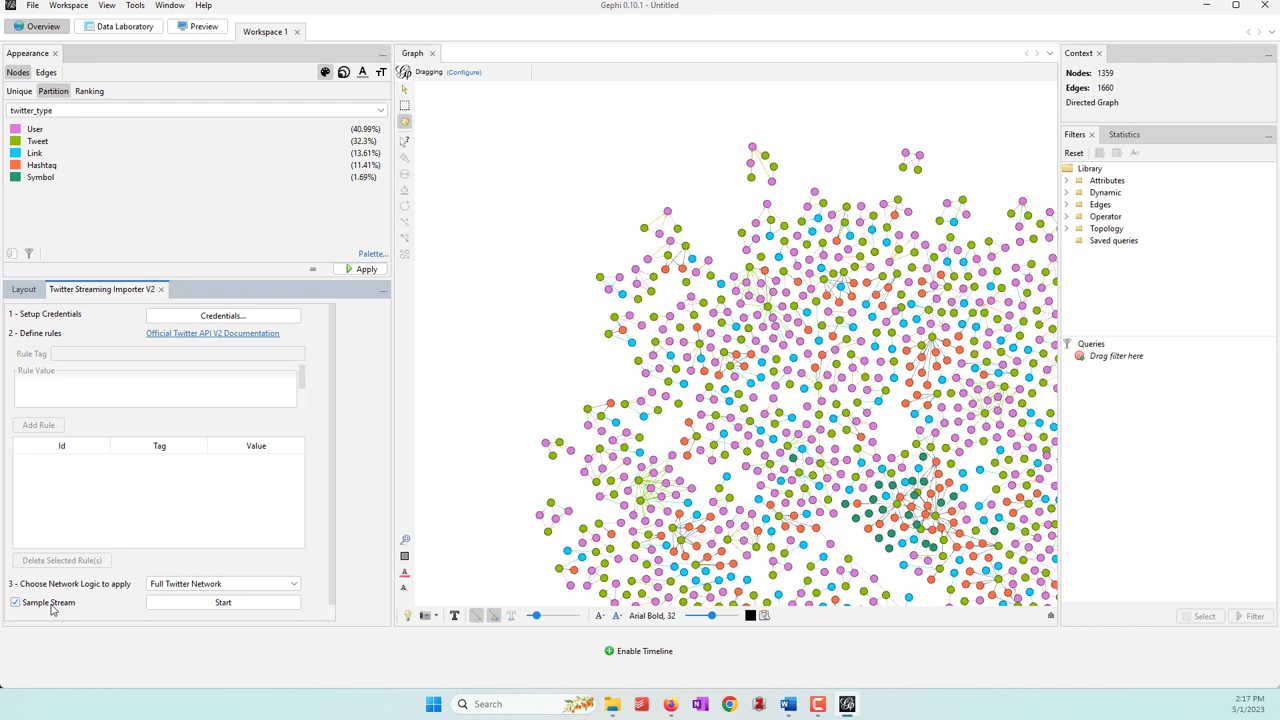 File Workspace View Tools Window Help Gephi 0.10.1 - Untitled
Overview Data Laboratory Preview Workspace 1
Appearance Graph Context
Nodes Edges Dragging (Configure) Nodes: 1359
Unique Partition Ranking Edges: 1660
twitter_type Directed Graph
User (40.99%)
Tweet (32.3%) Filters Statistics
Link (13.61%) Reset
Hashtag (11.41%) Library
Symbol (1.69%) Attributes
Dynamic
Edges
Operator
Topology
Saved queries
Palette...
Apply
Layout Twitter Streaming Importer V2
1 - Setup Credentials Credentials...
2 - Define rules Official Twitter API V2 Documentation
Rule Tag Queries
Rule Value Drag filter here
Add Rule
Id Tag Value
Delete Selected Rule(s)
3 - Choose Network Logic to apply Full Twitter Network
Sample Stream Start
T T A- A- Arial Bold, 32 Select Filter
Enable Timeline
Search 2:17 PM
5/1/2023